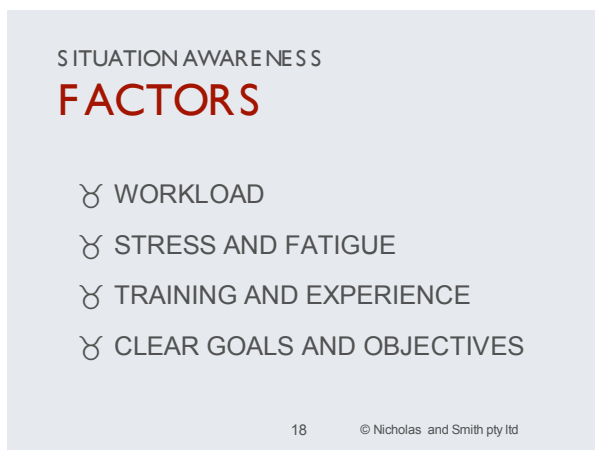 SITUATION AWARENESS
FACTORS
♉ WORKLOAD
♉ STRESS AND FATIGUE
♉ TRAINING AND EXPERIENCE
♉ CLEAR GOALS AND OBJECTIVES
18 © Nicholas and Smith pty ltd